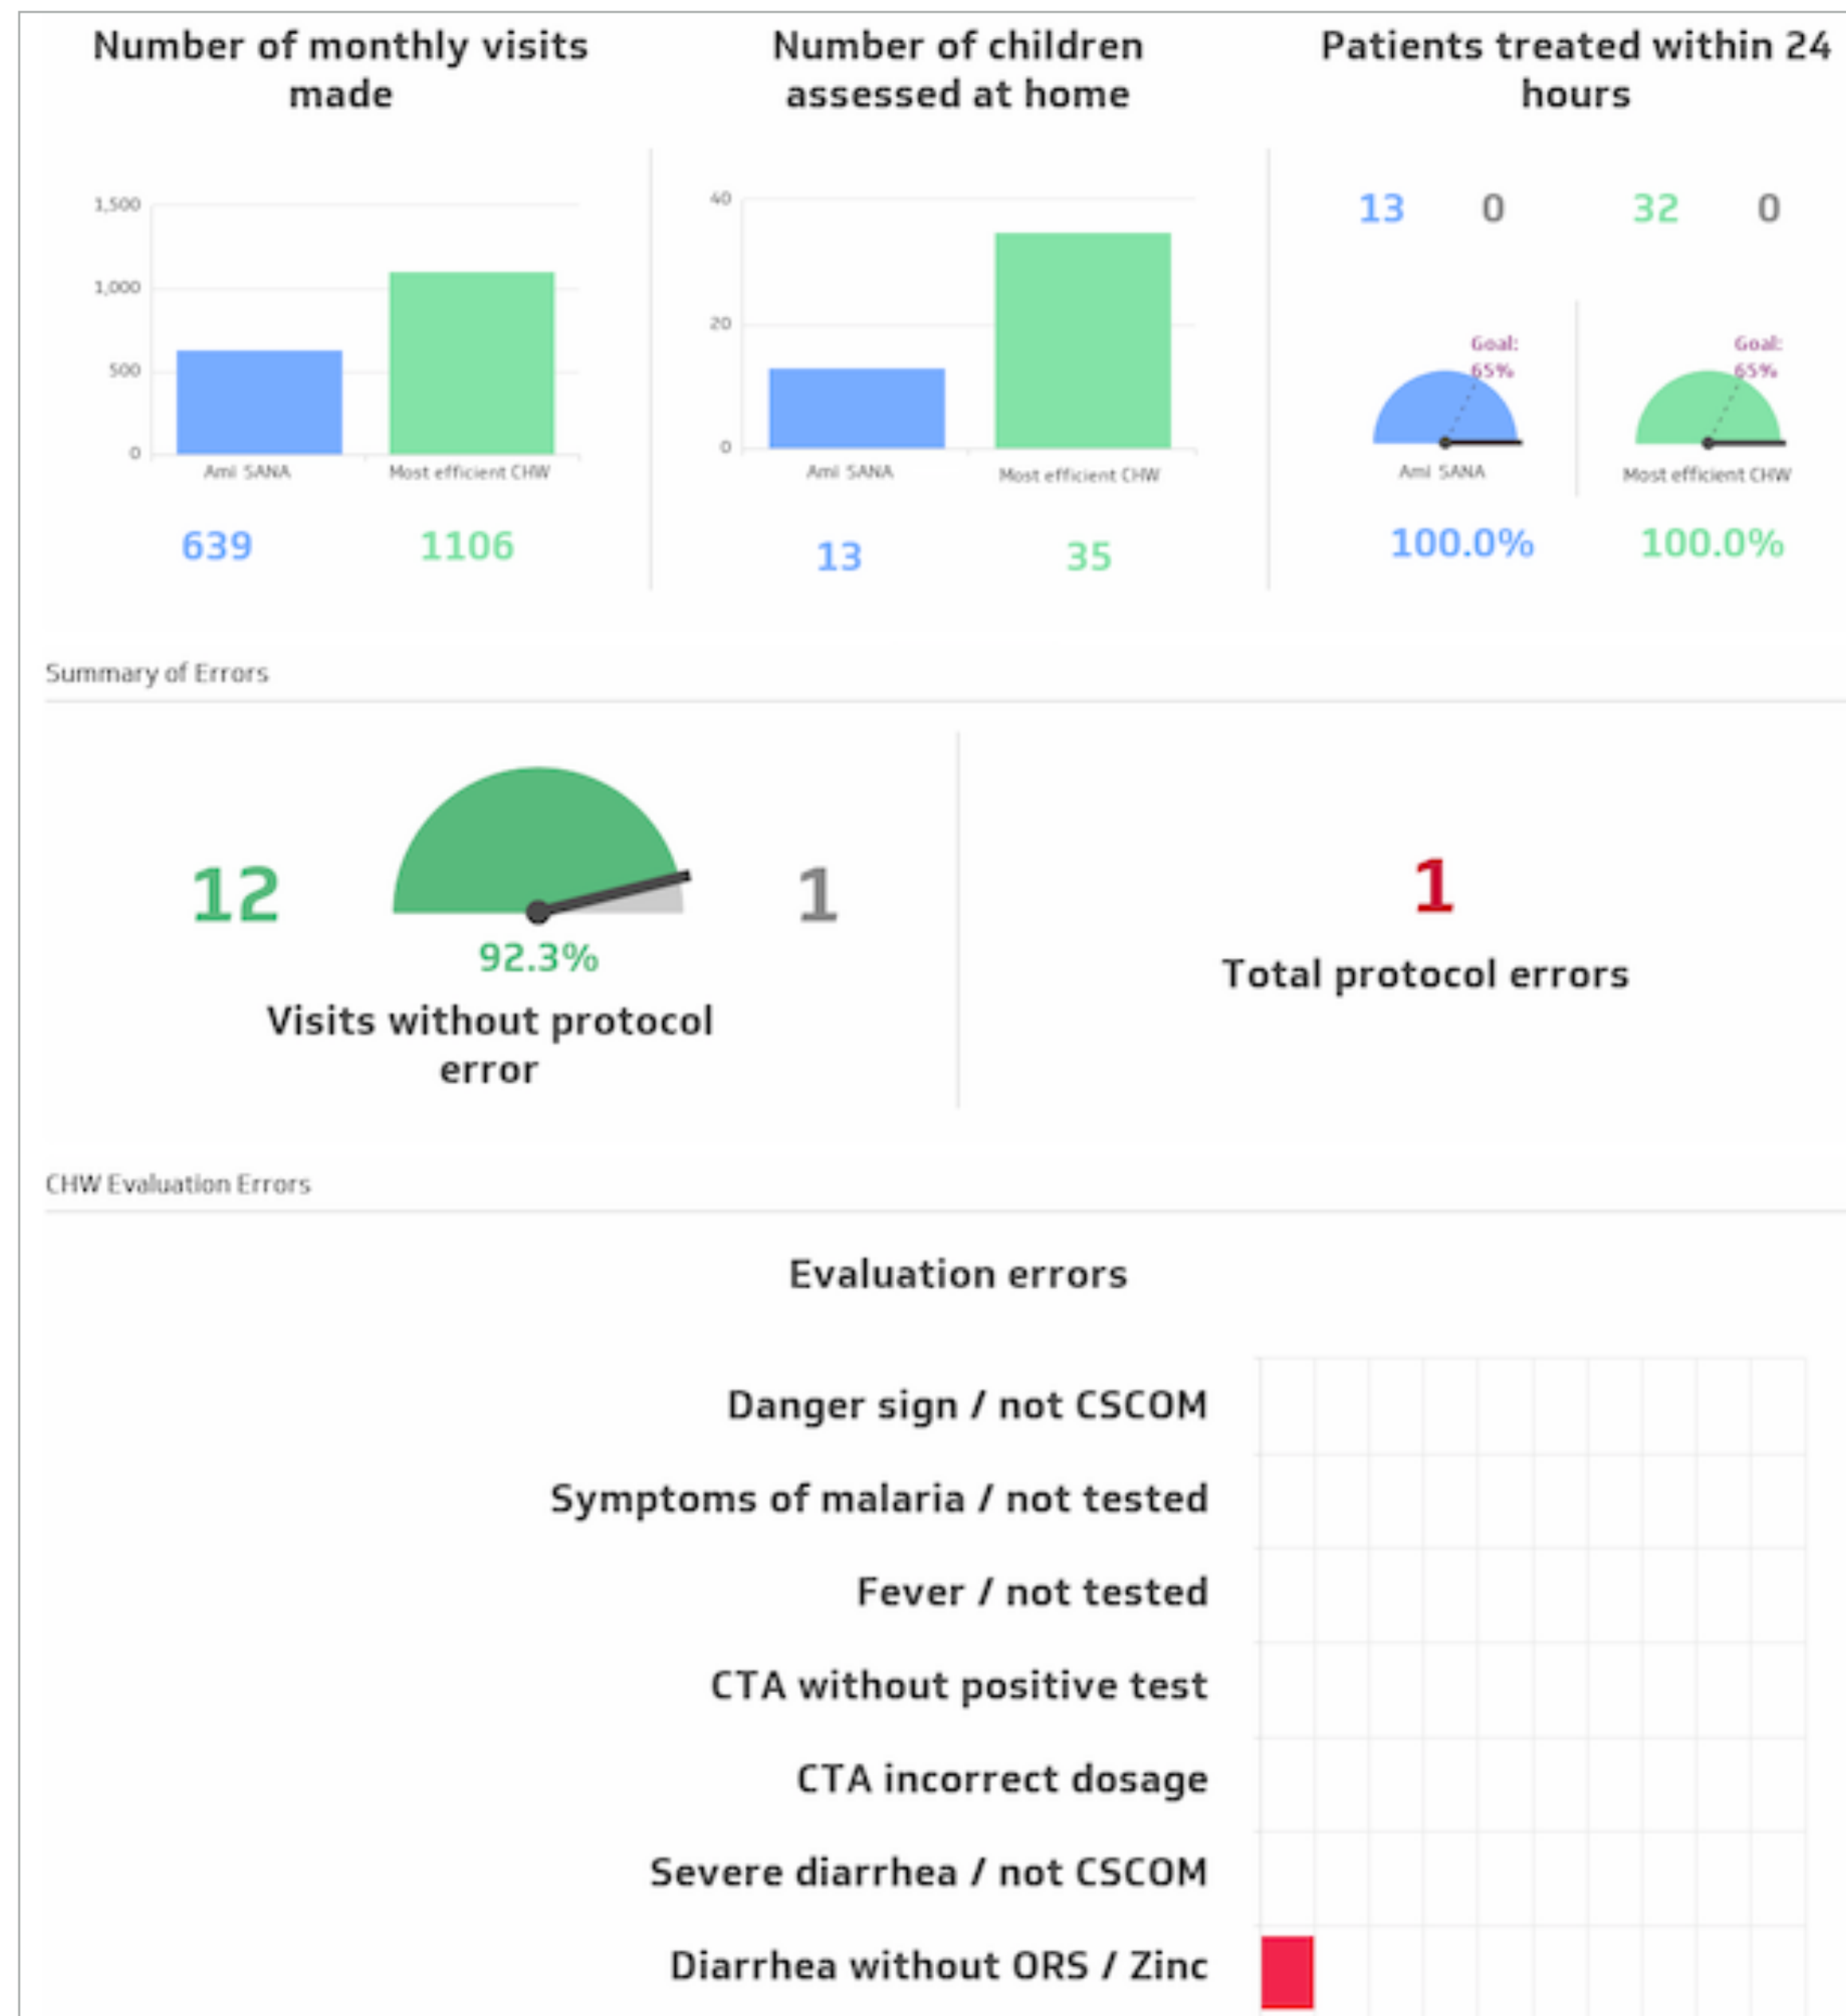 Number of monthly visits
made
1,500
1,000
500
0
Ami SANA
Most efficient CHW
639
1106
Number of children
assessed at home
40
20
0
Ami SANA
Most efficient CHW
13
35
Patients treated within 24
hours
13
0
32
0
Goal:
65%
Goal:
65%
Ami SANA
Most efficient CHW
100.0%
100.0%
Summary of Errors
12
1
92.3%
Visits without protocol
error
1
Total protocol errors
CHW Evaluation Errors
Evaluation errors
Danger sign / not CSCOM
Symptoms of malaria / not tested
Fever / not tested
CTA without positive test
CTA incorrect dosage
Severe diarrhea / not CSCOM
Diarrhea without ORS / Zinc